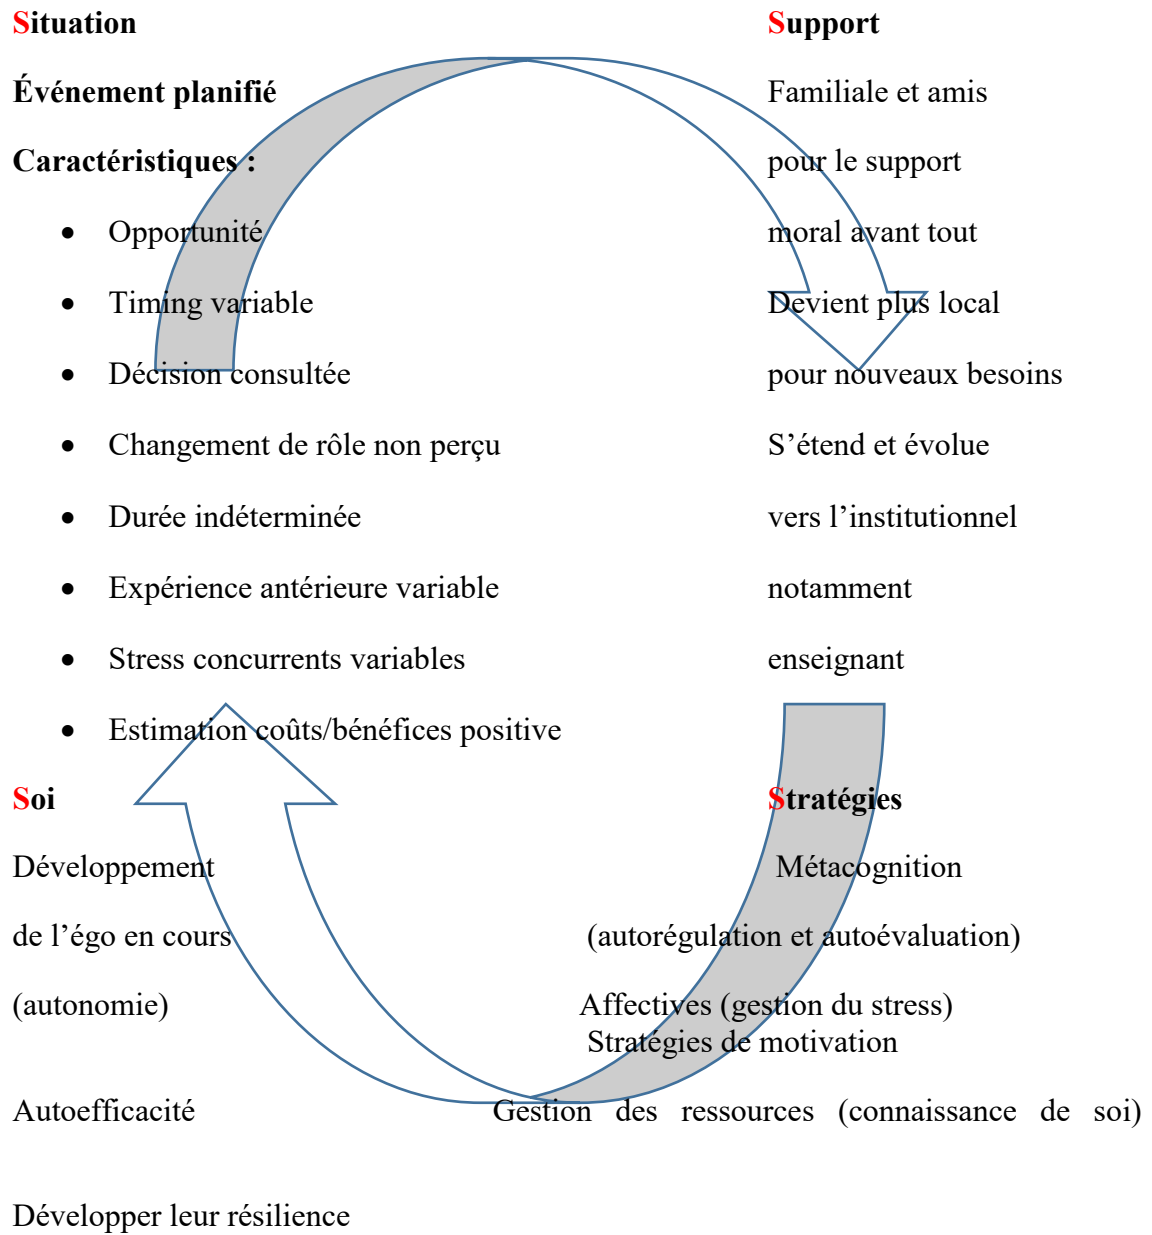 Situation
Événement planifié
Caractéristiques :
• Opportunité
• Timing variable
• Décision consultée
• Changement de rôle non perçu
• Durée indéterminée
• Expérience antérieure variable
• Stress concurrents variables
• Estimation coûts/bénéfices positive
Support
Familiale et amis
pour le support
moral avant tout
Devient plus local
pour nouveaux besoins
S’étend et évolue
vers l’institutionnel
notamment
enseignant
Soi
Développement
de l’égo en cours
(autonomie)
Autoefficacité
Développer leur résilience
Stratégies
Métacognition
(autorégulation et autoévaluation)
Affectives (gestion du stress)
Stratégies de motivation
Gestion des ressources (connaissance de soi)